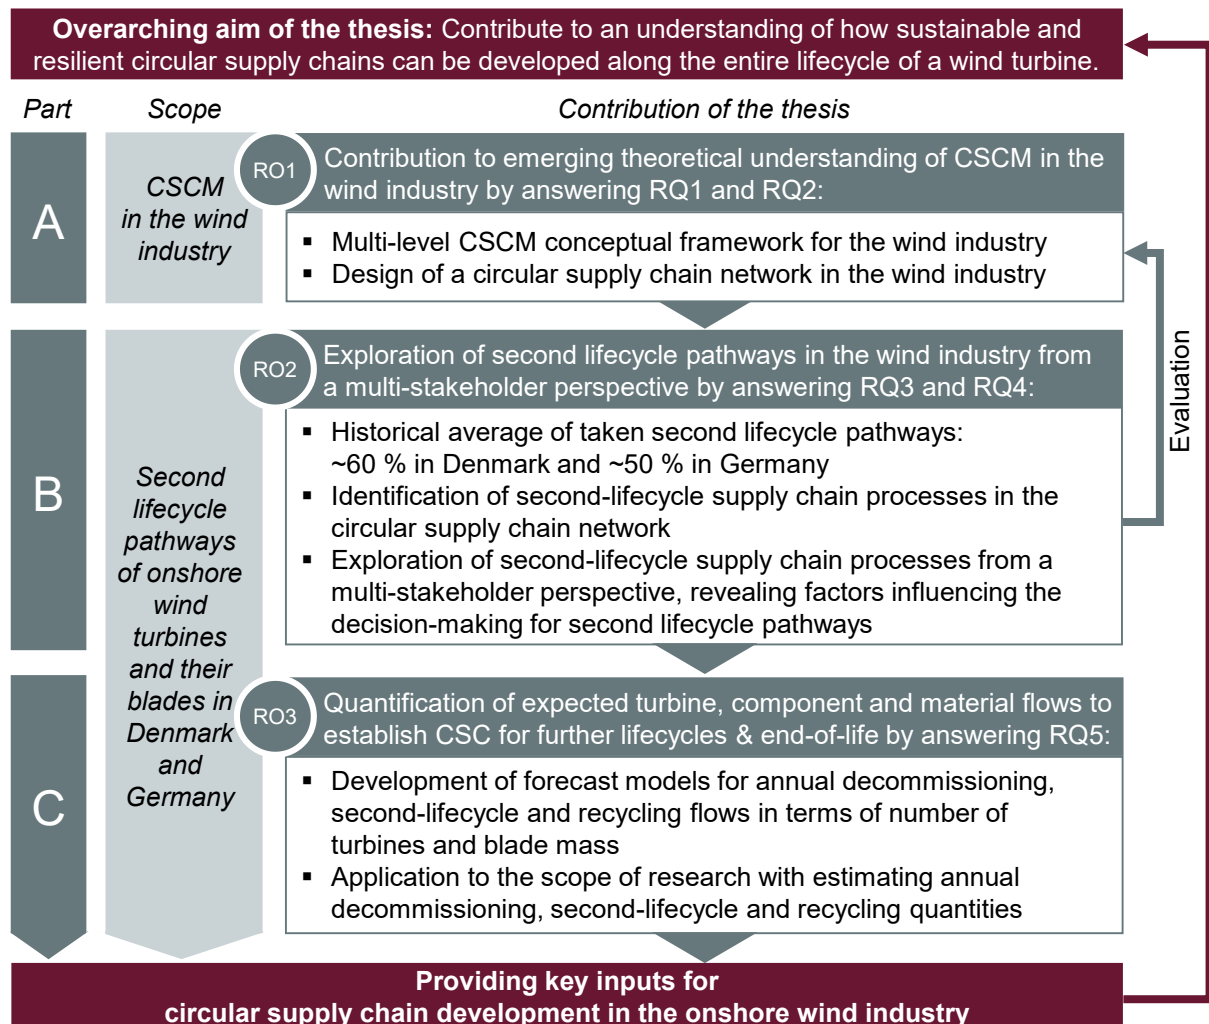 Overarching aim of the thesis: Contribute to an understanding of how sustainable and
resilient circular supply chains can be developed along the entire lifecycle of a wind turbine.
Part
Scope
Contribution of the thesis
A
CSCM
in the wind
industry
RO1
Contribution to emerging theoretical understanding of CSCM in the
wind industry by answering RQ1 and RQ2:
▪ Multi-level CSCM conceptual framework for the wind industry
▪ Design of a circular supply chain network in the wind industry
B
Second
lifecycle
pathways
of onshore
wind
turbines
and their
blades in
Denmark
and
Germany
RO2
Exploration of second lifecycle pathways in the wind industry from
a multi-stakeholder perspective by answering RQ3 and RQ4:
▪ Historical average of taken second lifecycle pathways:
~60 % in Denmark and ~50 % in Germany
▪ Identification of second-lifecycle supply chain processes in the
circular supply chain network
▪ Exploration of second-lifecycle supply chain processes from a
multi-stakeholder perspective, revealing factors influencing the
decision-making for second lifecycle pathways
Evaluation
C
RO3
Quantification of expected turbine, component and material flows to
establish CSC for further lifecycles & end-of-life by answering RQ5:
▪ Development of forecast models for annual decommissioning,
second-lifecycle and recycling flows in terms of number of
turbines and blade mass
▪ Application to the scope of research with estimating annual
decommissioning, second-lifecycle and recycling quantities
Providing key inputs for
circular supply chain development in the onshore wind industry